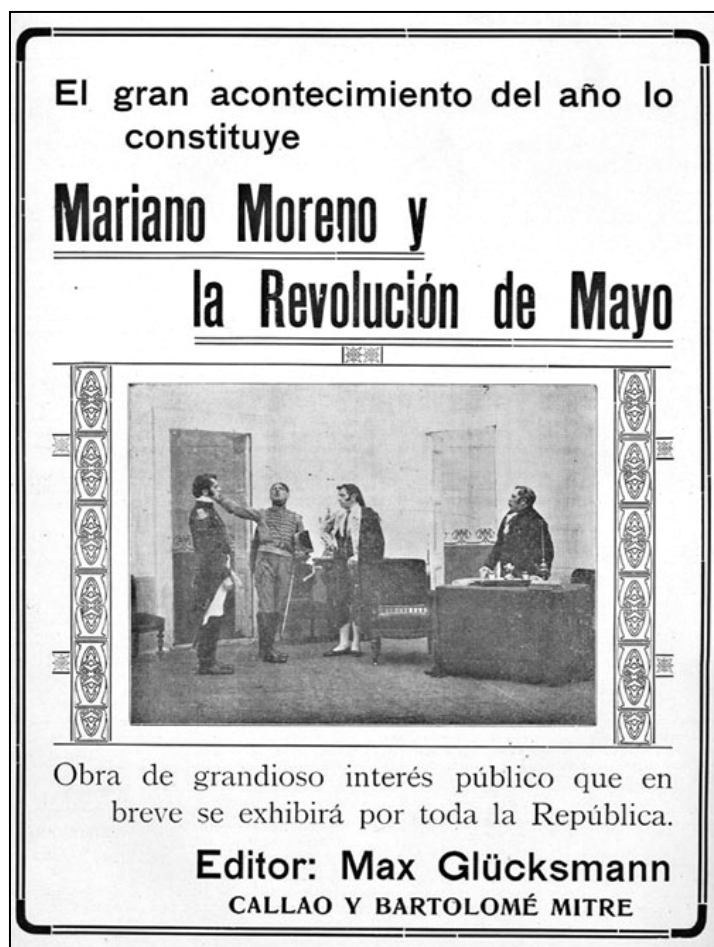 El gran acontecimiento del año lo
constituye
Mariano Moreno y
la Revolución de Mayo
Obra de grandioso interés público que en
breve se exhibirá por toda la República.
Editor: Max Glücksmann
CALLAO Y BARTOLOMÉ MITRE